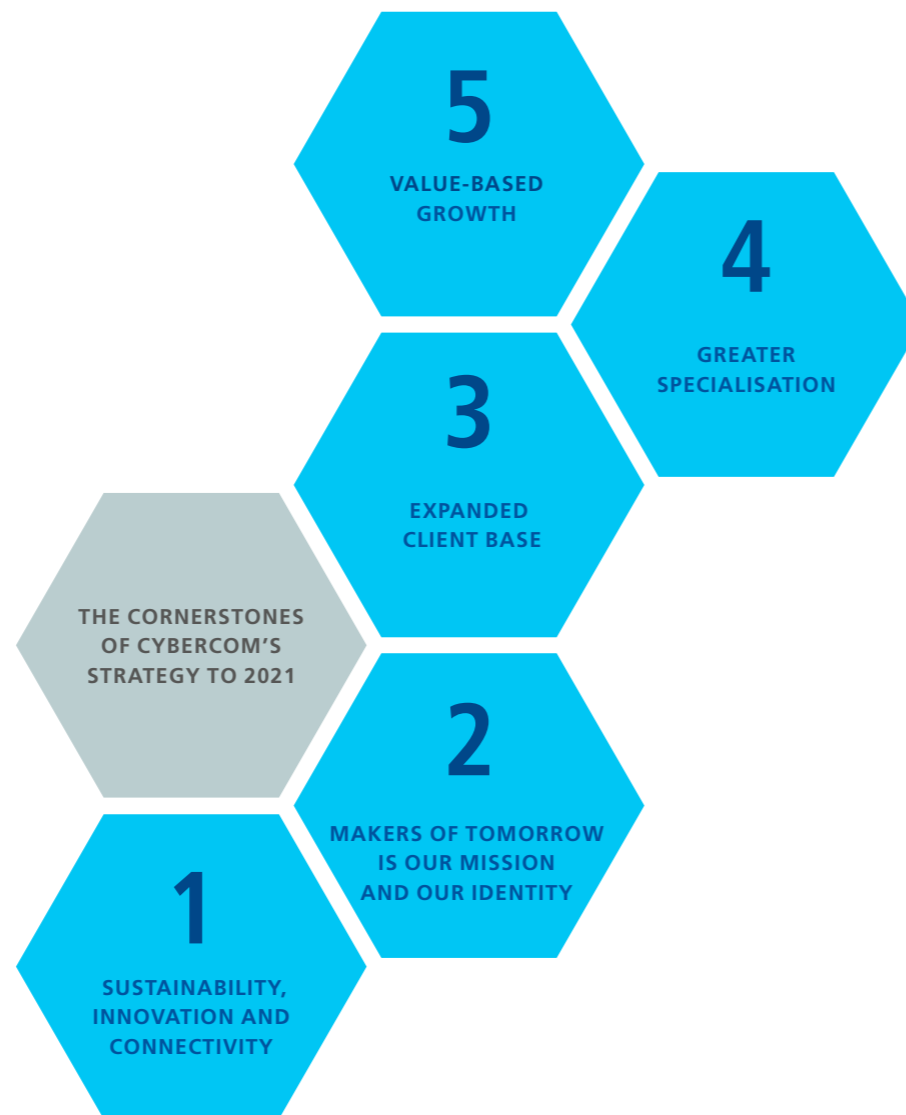 5
VALUE-BASED
GROWTH
4
GREATER
SPECIALISATION
3
EXPANDED
CLIENT BASE
THE CORNERSTONES
OF CYBERCOM'S
STRATEGY TO 2021
2
MAKERS OF TOMORROW
IS OUR MISSION
AND OUR IDENTITY
1
SUSTAINABILITY,
INNOVATION AND
CONNECTIVITY